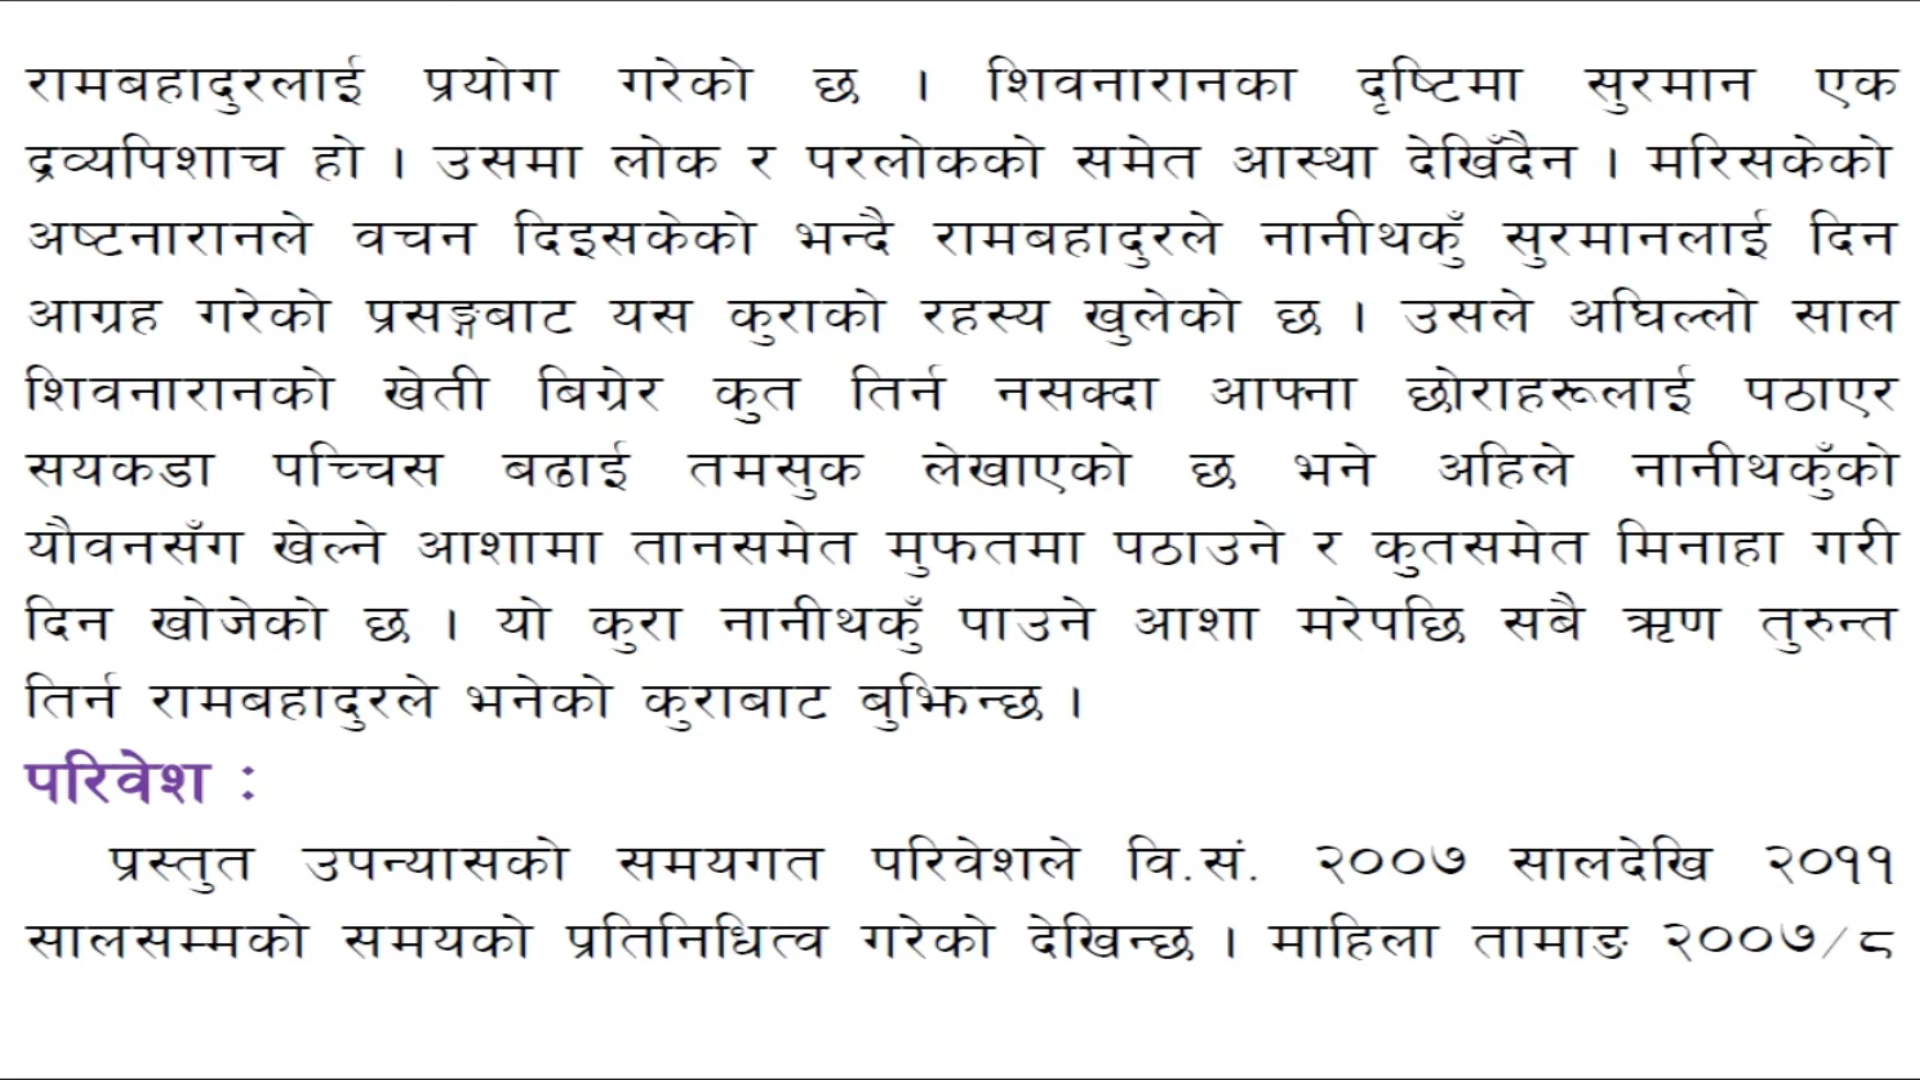 रामबहादुरलाई प्रयोग गरेको छ । शिवनारानका दृष्टिमा सुरमान एक
द्रव्यपिशाच हो । उसमा लोक र परलोकको समेत आस्था देखिँदैन । मरिसकेको
अष्टनारानले वचन दिइसकेको भन्दै रामबहादुरले नानीथकुँ सुरमानलाई दिन
आग्रह गरेको प्रसङ्गबाट यस कुराको रहस्य खुलेको छ । उसले अघिल्लो साल
शिवनारानको खेती बिग्रेर कुत तिर्न नसक्दा आफ्ना छोराहरूलाई पठाएर
सयकडा पच्चिस बढाई तमसुक लेखाएको छ भने अहिले नानीथकुँको
यौवनसँग खेल्ने आशामा तानसमेत मुफतमा पठाउने र कुतसमेत मिनाहा गरी
दिन खोजेको छ । यो कुरा नानीथकुँ पाउने आशा मरेपछि सबै ऋण तुरुन्त
तिर्न रामबहादुरले भनेको कुराबाट बुझिन्छ ।
परिवेश :
प्रस्तुत उपन्यासको समयगत परिवेशले वि.सं. २००७ सालदेखि २०११
सालसम्मको समयको प्रतिनिधित्व गरेको देखिन्छ । माहिला तामाङ २००७/८